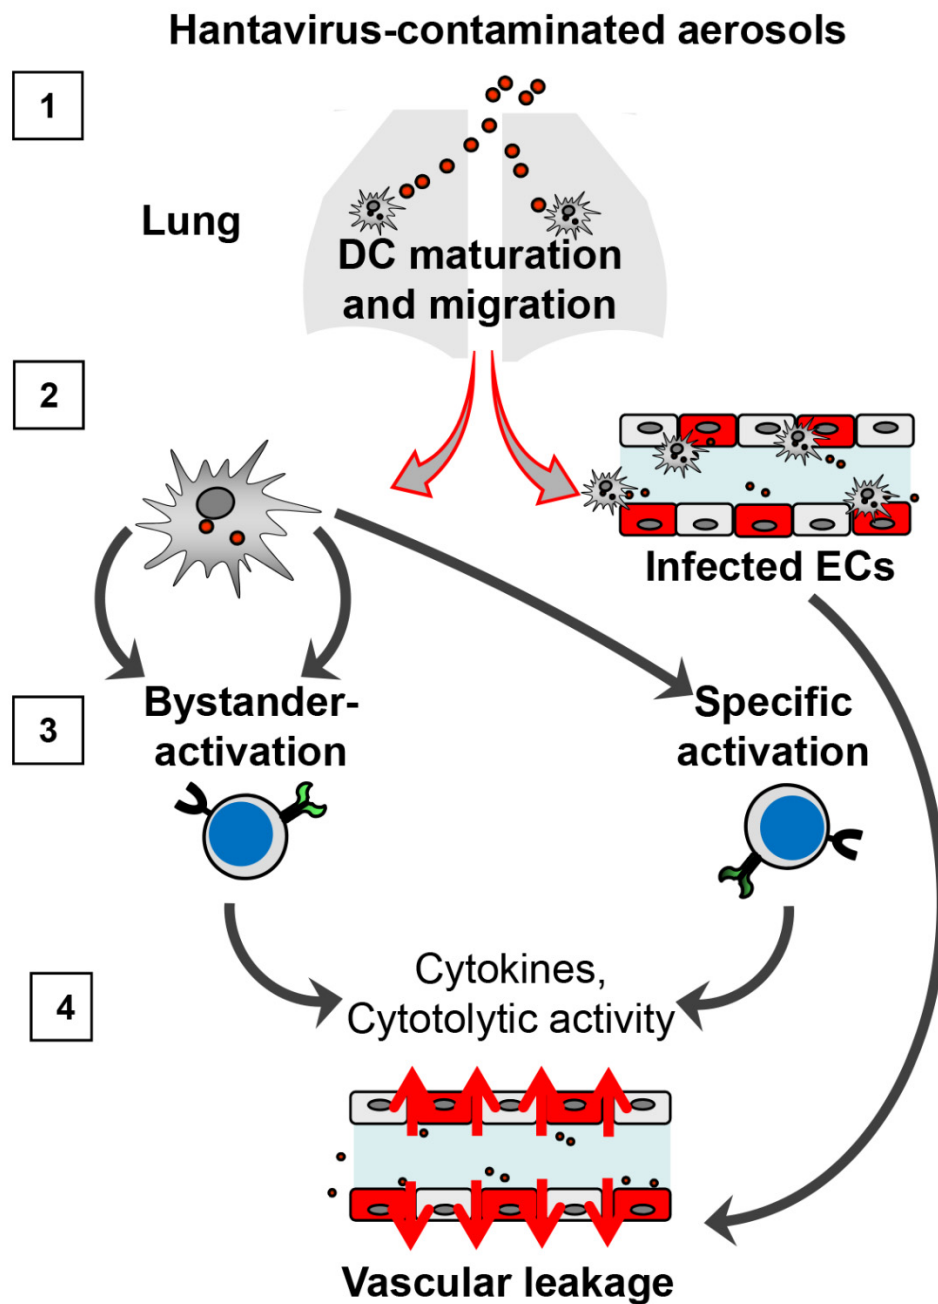 Hantavirus-contaminated aerosols
1
Lung
DC maturation
and migration
2
Infected ECs
3
Bystander-
activation
Specific
activation
4
Cytokines,
Cytotolytic activity
Vascular leakage